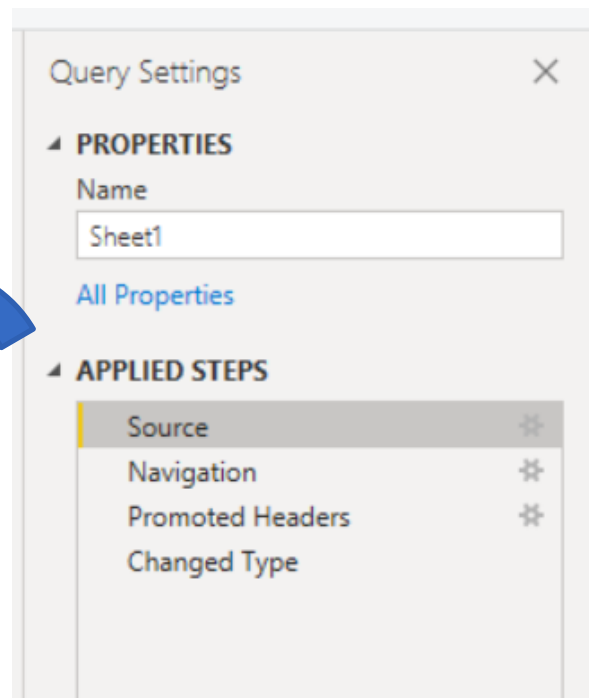 Query Settings
PROPERTIES
Name
Sheet1
All Properties
APPLIED STEPS
Source
Navigation
Promoted Headers
Changed Type